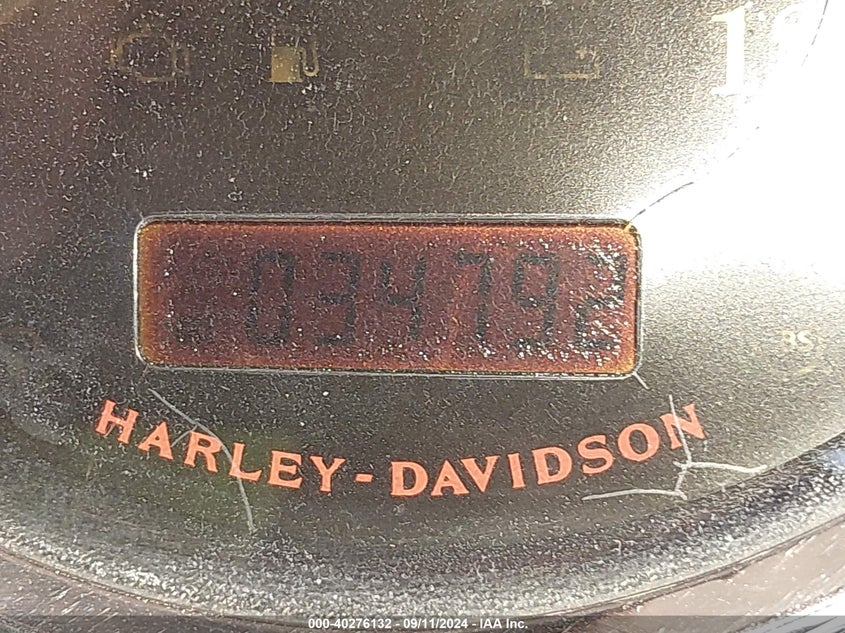 034792
HARLEY-DAVIDSON
000-40276132 - 09/11/2024 - IAA Inc.